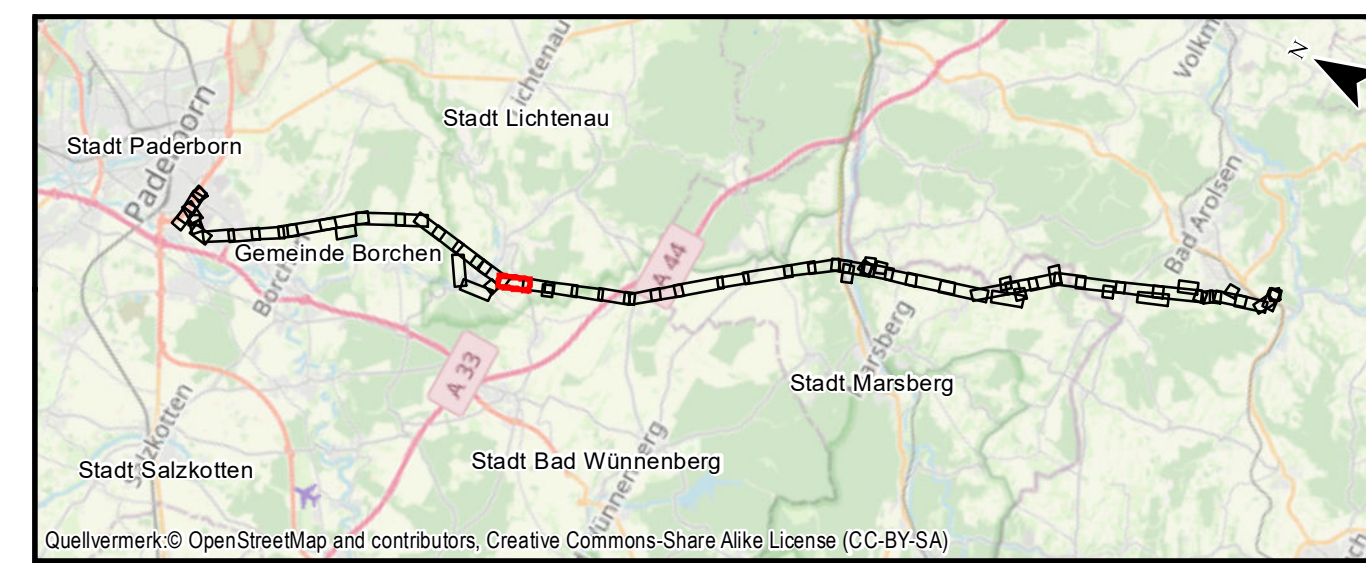 N
Volkm
Lichtenau
Stadt Lichtenau
Stadt Paderborn
Paderborn
Bad Arolsen
A 44
Gemeinde Borchen
Borchen
A 33
Marsberg
Stadt Marsberg
Salzkotten
Stadt Salzkotten
Stadt Bad Wünnenberg
Wünnenberg
Quellvermerk:© OpenStreetMap and contributors, Creative Commons-Share Alike License (CC-BY-SA)